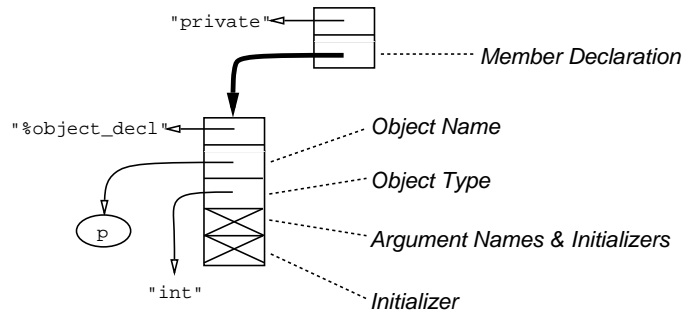 "private"
Member Declaration
"%object_decl"
Object Name
Object Type
p
Argument Names & Initializers
"int"
Initializer